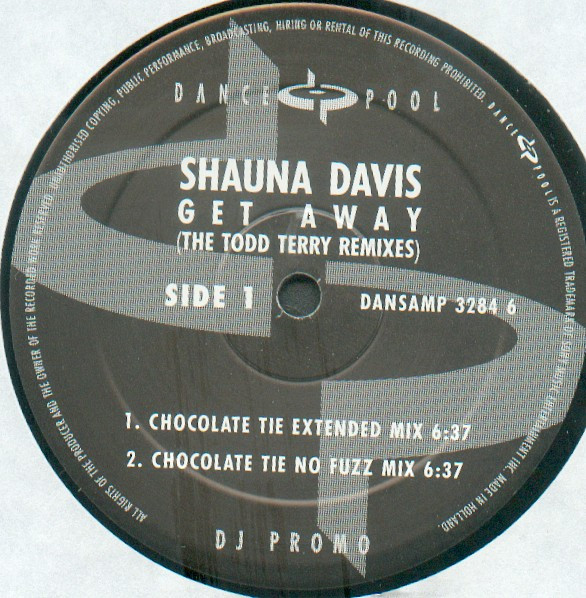 ALL RIGHTS OF THE PRODUCER AND THE OWNER OF THE RECORDED WORK RESERVED. UNAUTHORISED COPYING, PUBLIC PERFORMANCE, BROADCASTING, HIRING OR RENTAL OF THIS RECORDING PROHIBITED. DANCE POOL IS A REGISTERED TRADEMARK OF SONY MUSIC ENTERTAINMENT INC. MADE IN HOLLAND.
DANCE POOL
SHAUNA DAVIS
GET AWAY
(THE TODD TERRY REMIXES)
SIDE 1 DANSAMP 3284 6
1. CHOCOLATE TIE EXTENDED MIX 6:37
2. CHOCOLATE TIE NO FUZZ MIX 6:37
DJ PROMO